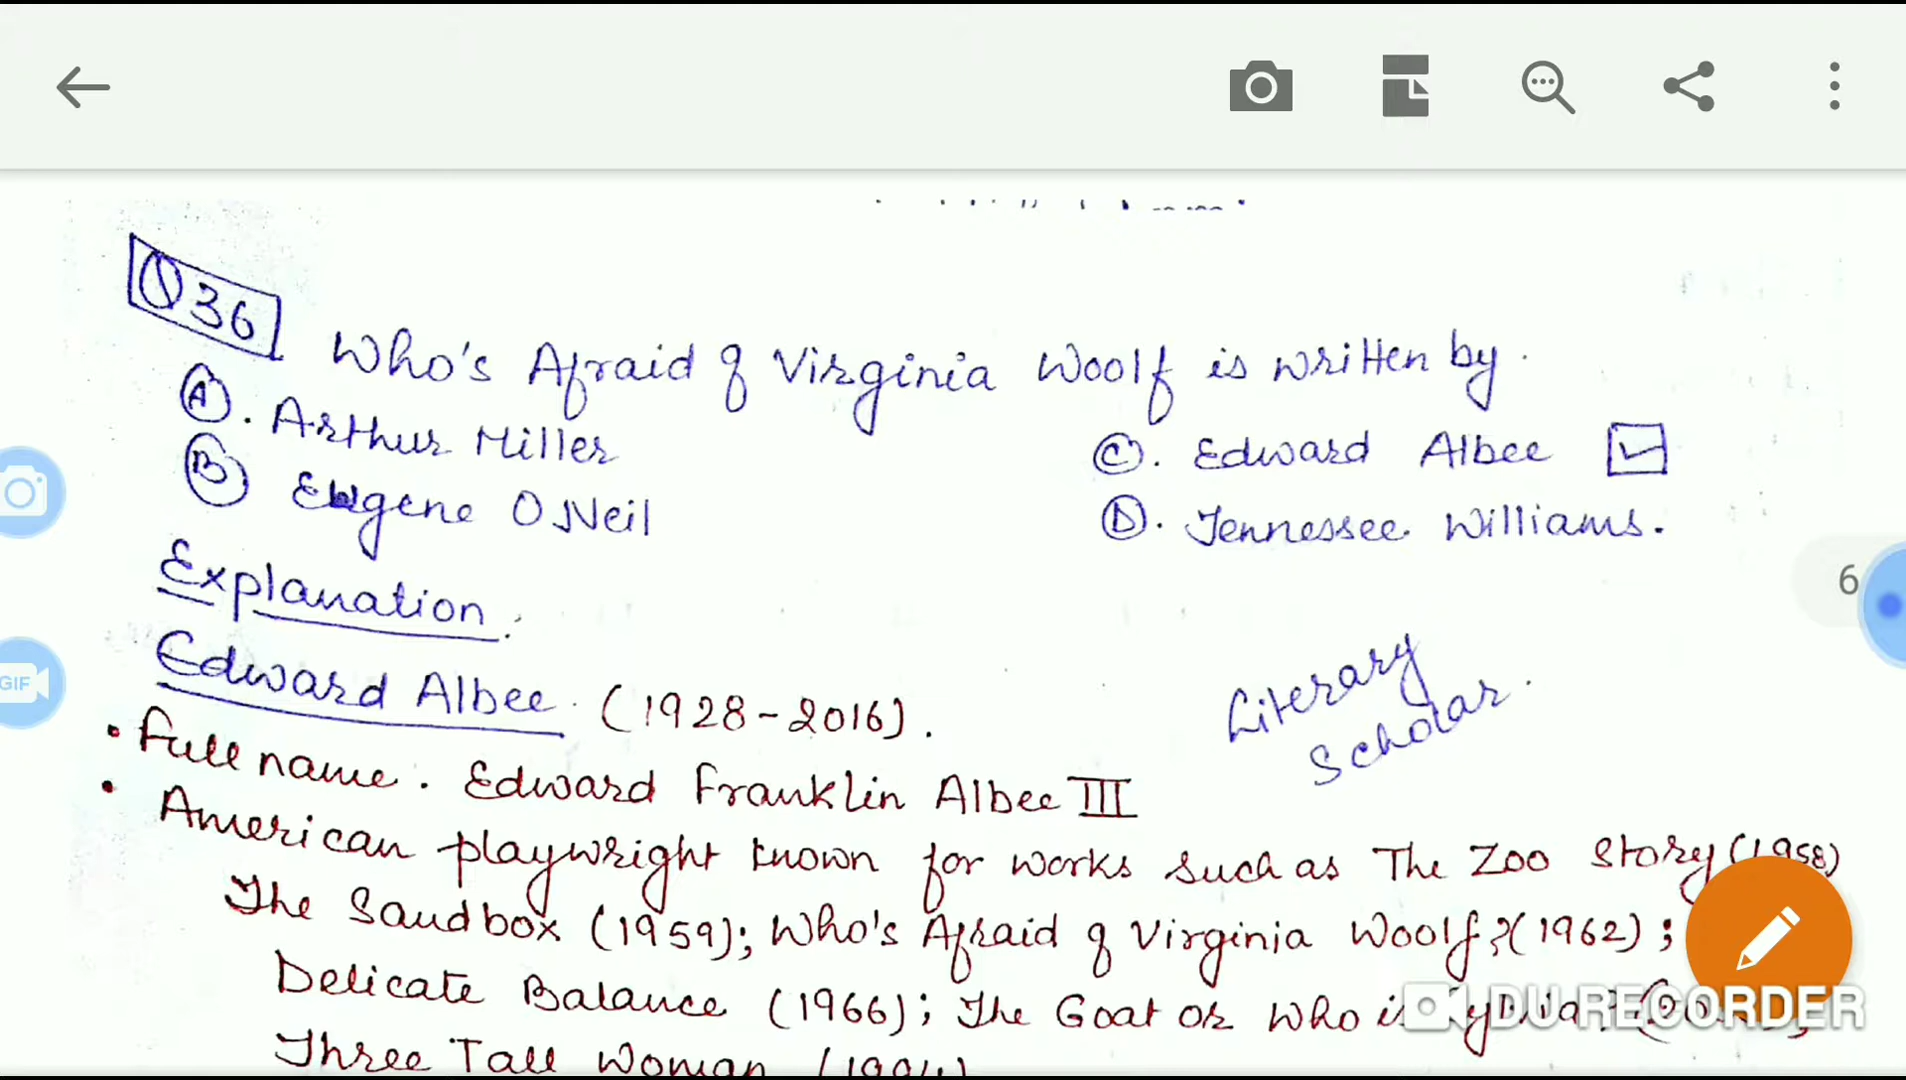 Q 36
Who's Afraid of Virginia Woolf is written by.
A. Arthur Miller
C. Edward Albee
B Eugene O Neil
D. Tennessee Williams.
Explanation:
Edward Albee. (1928-2016).
Literary
Scholar.
• Full name. Edward Franklin Albee III
• American playwright known for works such as The Zoo Story (1958)
The Sandbox (1959); Who's Afraid of Virginia Woolf?(1962);
Delicate Balance (1966); The Goat or Who is
Three Tall Woman
6
GIF
DU RECORDER